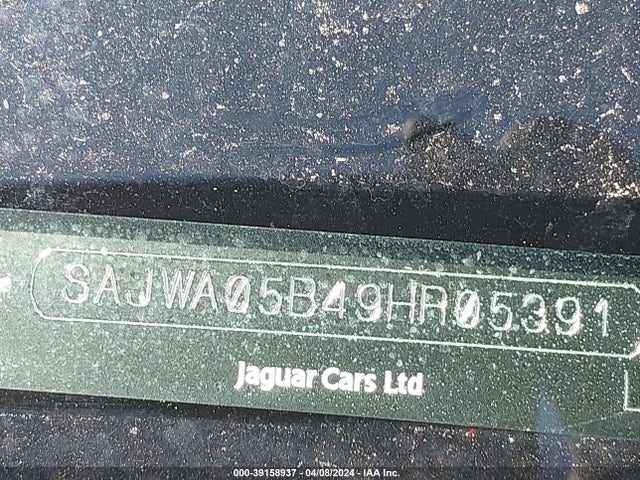 SAJWA05B49HR05391
Jaguar Cars Ltd
000-39158937 - 04/08/2024 - IAA Inc.